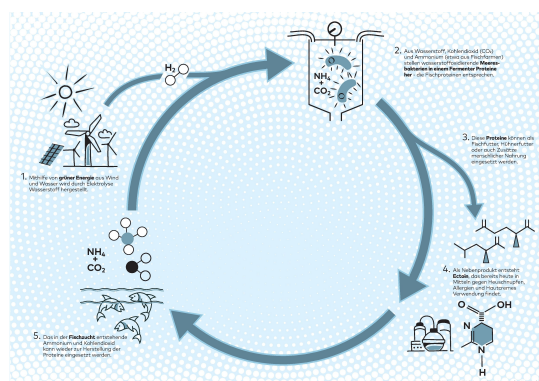 H₂
NH₄
+
CO₂
1. Mithilfe von grüner Energie aus Wind
und Wasser wird durch Elektrolyse
Wasserstoff hergestellt.
2. Aus Wasserstoff, Kohlendioxid (CO₂)
und Ammonium (etwa aus Fischfarmen)
stellen wasserstoffoxidierende Meeres-
bakterien in einem Fermenter Proteine
her - die Fischproteinen entsprechen.
3. Diese Proteine können als
Fischfutter, Hühnerfutter
oder auch Zusätze
menschlicher Nahrung
eingesetzt werden.
4. Als Nebenprodukt entsteht
Ectoin, das bereits heute in
Mitteln gegen Heuschnupfen,
Allergien und Hautcremes
Verwendung findet.
O
OH
N
N
H
NH₄
+
CO₂
5. Das in der Fischzucht entstehende
Ammonium und Kohlendioxid
kann wieder zur Herstellung der
Proteine eingesetzt werden.